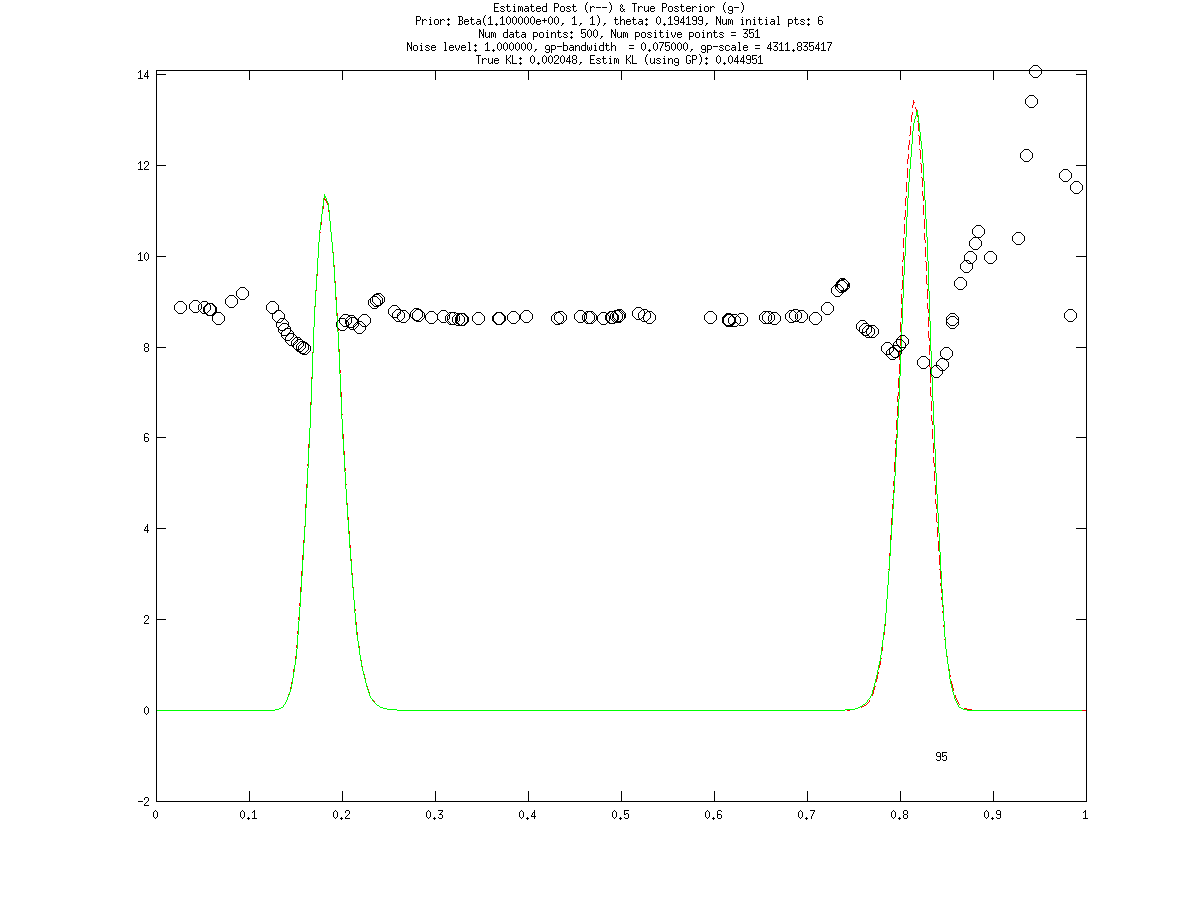 Estimated Post (r--) & True Posterior (g-)
Prior: Beta(1.100000e+00, 1, 1), theta: 0.194199, Num initial pts: 6
Num data points: 500, Num positive points = 351
Noise level: 1.000000, gp-bandwidth  = 0.075000, gp-scale = 4311.835417
True KL: 0.002048, Estim KL (using GP): 0.044951
14
12
10
8
6
4
2
0
-2
95
0 0.1 0.2 0.3 0.4 0.5 0.6 0.7 0.8 0.9 1